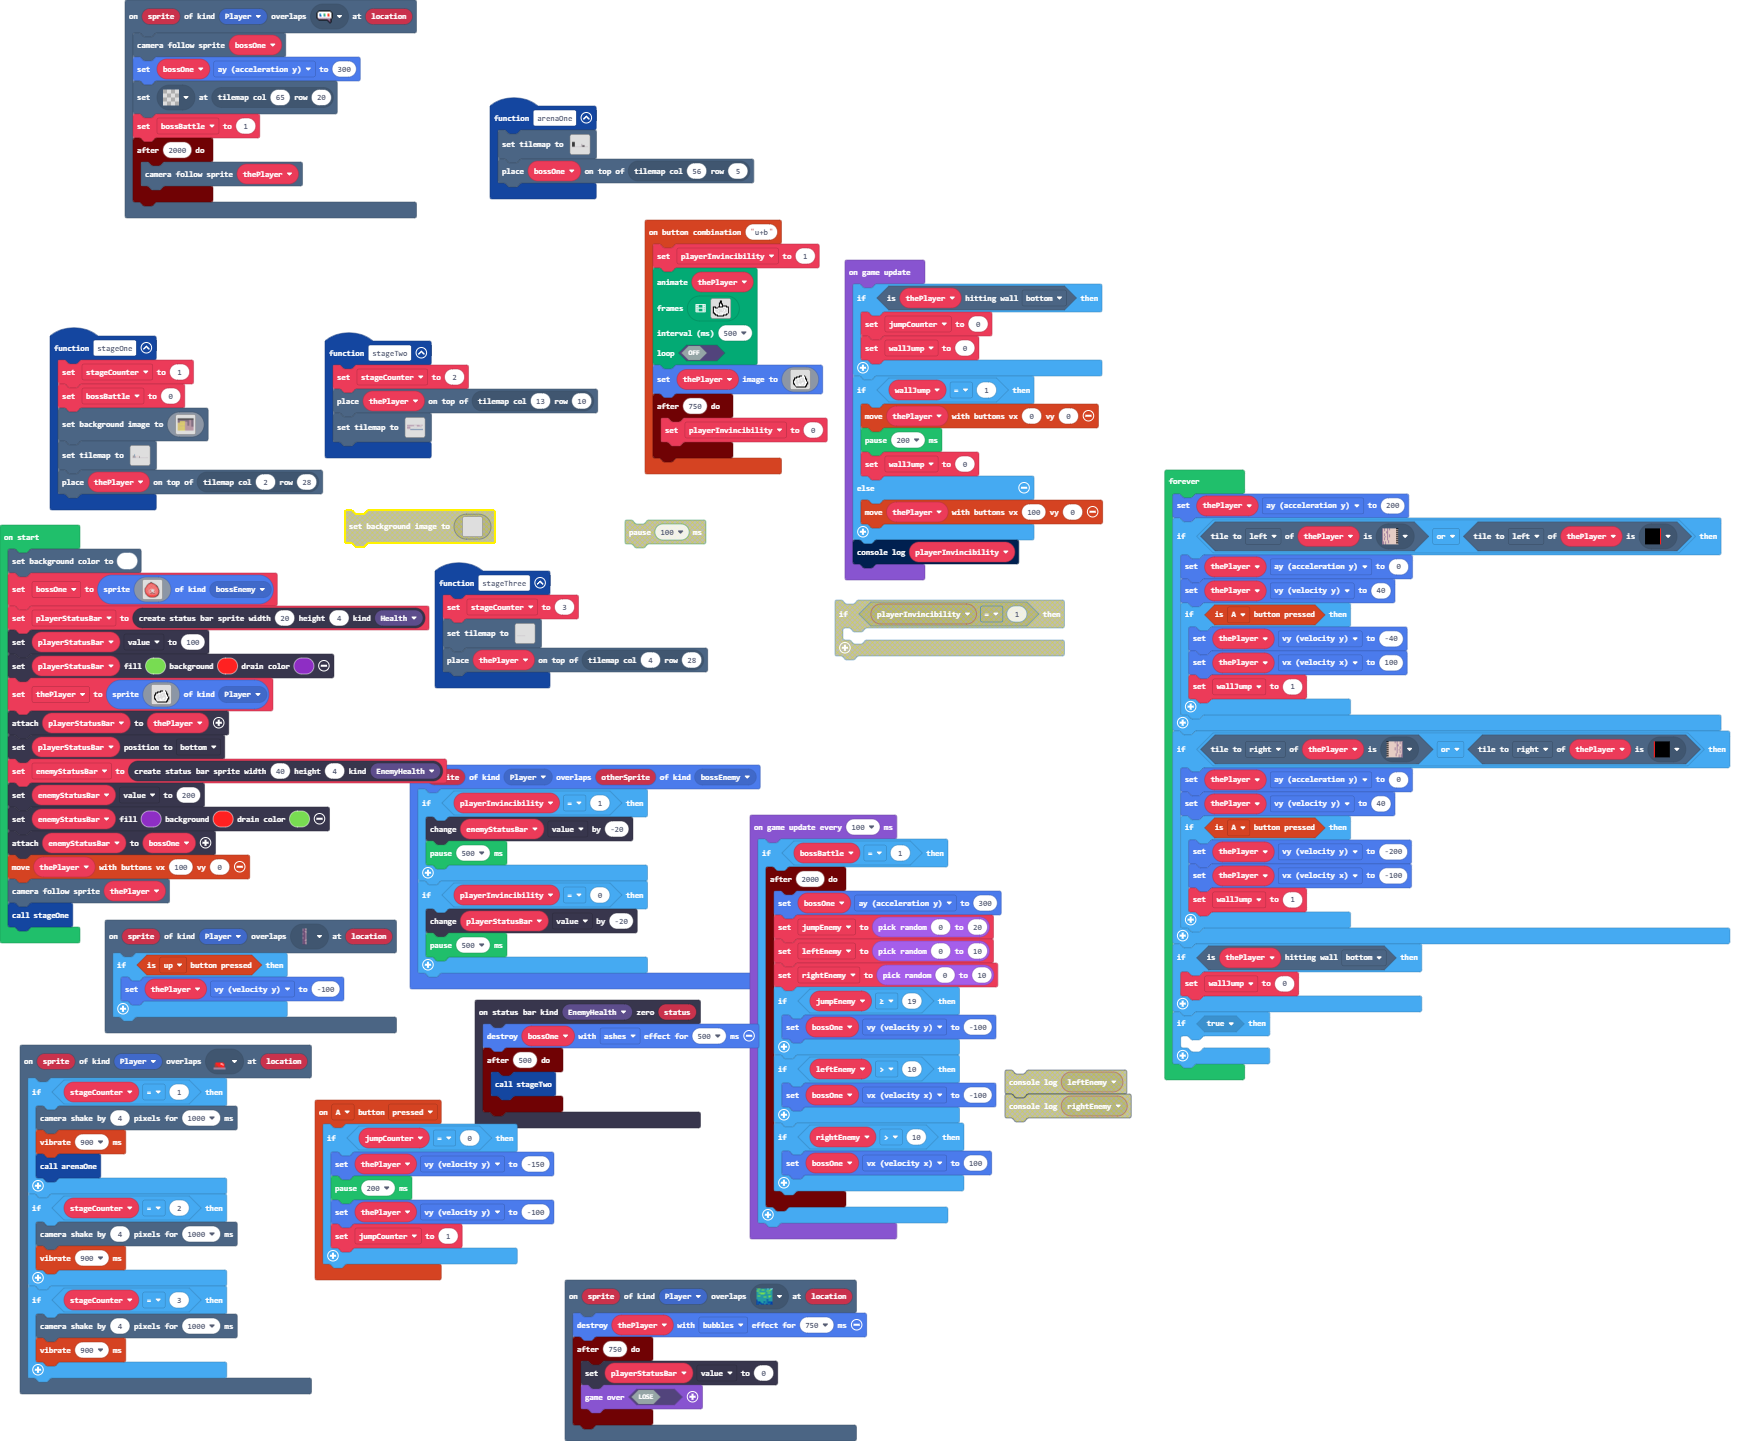 on sprite of kind Player overlaps at location
camera follow sprite bossOne
set bossOne ay (acceleration y) to 300
set at tilemap col 65 row 20
set bossBattle to 1
after 2000 do
camera follow sprite thePlayer
function arenaOne
set tilemap to
place bossOne on top of tilemap col 56 row 5
on button combination "u+b"
set playerInvincibility to 1
animate thePlayer
frames
interval (ms) 500
loop OFF
set thePlayer image to
after 750 do
set playerInvincibility to 0
on game update
if is thePlayer hitting wall bottom then
set jumpCounter to 0
set wallJump to 0
if wallJump = 1 then
move thePlayer with buttons vx 0 vy 0
pause 200 ms
set wallJump to 0
else
move thePlayer with buttons vx 100 vy 0
console log playerInvincibility
function stageOne
set stageCounter to 1
set bossBattle to 0
set background image to
set tilemap to
place thePlayer on top of tilemap col 2 row 28
function stageTwo
set stageCounter to 2
place thePlayer on top of tilemap col 13 row 10
set tilemap to
set background image to
pause 100 ms
function stageThree
set stageCounter to 3
set tilemap to
place thePlayer on top of tilemap col 4 row 28
if playerInvincibility = 1 then
on start
set background color to
set bossOne to sprite of kind bossEnemy
set playerStatusBar to create status bar sprite width 20 height 4 kind Health
set playerStatusBar value to 100
set playerStatusBar fill background drain color
set thePlayer to sprite of kind Player
attach playerStatusBar to thePlayer
set playerStatusBar position to bottom
set enemyStatusBar to create status bar sprite width 40 height 4 kind EnemyHealth
set enemyStatusBar value to 200
set enemyStatusBar fill background drain color
attach enemyStatusBar to bossOne
move thePlayer with buttons vx 100 vy 0
camera follow sprite thePlayer
call stageOne
ite of kind Player overlaps otherSprite of kind bossEnemy
if playerInvincibility = 1 then
change enemyStatusBar value by -20
pause 500 ms
if playerInvincibility = 0 then
change playerStatusBar value by -20
pause 500 ms
on sprite of kind Player overlaps at location
if is up button pressed then
set thePlayer vy (velocity y) to -100
on status bar kind EnemyHealth zero status
destroy bossOne with ashes effect for 500 ms
after 500 do
call stageTwo
on sprite of kind Player overlaps at location
if stageCounter = 1 then
camera shake by 4 pixels for 1000 ms
vibrate 900 ms
call arenaOne
if stageCounter = 2 then
camera shake by 4 pixels for 1000 ms
vibrate 900 ms
if stageCounter = 3 then
camera shake by 4 pixels for 1000 ms
vibrate 900 ms
on A button pressed
if jumpCounter = 0 then
set thePlayer vy (velocity y) to -150
pause 200 ms
set thePlayer vy (velocity y) to -100
set jumpCounter to 1
on game update every 100 ms
if bossBattle = 1 then
after 2000 do
set bossOne ay (acceleration y) to 300
set jumpEnemy to pick random 0 to 20
set leftEnemy to pick random 0 to 10
set rightEnemy to pick random 0 to 10
if jumpEnemy ≥ 19 then
set bossOne vy (velocity y) to -100
if leftEnemy > 10 then
set bossOne vx (velocity x) to -100
if rightEnemy > 10 then
set bossOne vx (velocity x) to 100
console log leftEnemy
console log rightEnemy
on sprite of kind Player overlaps at location
destroy thePlayer with bubbles effect for 750 ms
after 750 do
set playerStatusBar value to 0
game over LOSE
forever
set thePlayer ay (acceleration y) to 200
if tile to left of thePlayer is or tile to left of thePlayer is then
set thePlayer ay (acceleration y) to 0
set thePlayer vy (velocity y) to 40
if is A button pressed then
set thePlayer vy (velocity y) to -40
set thePlayer vx (velocity x) to 100
set wallJump to 1
if tile to right of thePlayer is or tile to right of thePlayer is then
set thePlayer ay (acceleration y) to 0
set thePlayer vy (velocity y) to 40
if is A button pressed then
set thePlayer vy (velocity y) to -200
set thePlayer vx (velocity x) to -100
set wallJump to 1
if is thePlayer hitting wall bottom then
set wallJump to 0
if true then